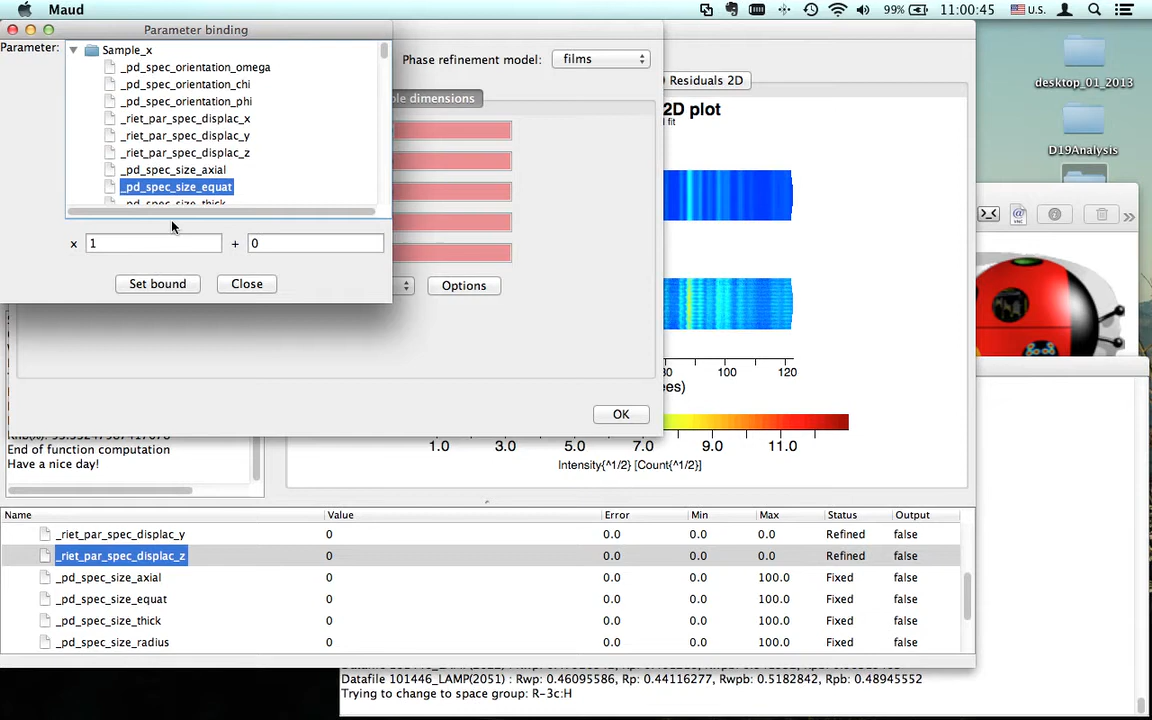 Maud
99%
11:00:45
U.S.
Parameter binding
Parameter:
Sample_x
_pd_spec_orientation_omega
_pd_spec_orientation_chi
_pd_spec_orientation_phi
_riet_par_spec_displac_x
_riet_par_spec_displac_y
_riet_par_spec_displac_z
_pd_spec_size_axial
_pd_spec_size_equat
_pd_spec_size_thick
x 1 + 0
Set bound Close
Phase refinement model: films
dimensions
Options
OK
Residuals 2D
2D plot
fit
100 120
1.0 3.0 5.0 7.0 9.0 11.0
Intensity{^1/2} [Count{^1/2}]
End of function computation
Have a nice day!
Name Value Error Min Max Status Output
_riet_par_spec_displac_y 0 0.0 0.0 0.0 Refined false
_riet_par_spec_displac_z 0 0.0 0.0 0.0 Refined false
_pd_spec_size_axial 0 0.0 0.0 100.0 Fixed false
_pd_spec_size_equat 0 0.0 0.0 100.0 Fixed false
_pd_spec_size_thick 0 0.0 0.0 100.0 Fixed false
_pd_spec_size_radius 0 0.0 0.0 100.0 Fixed false
Datafile 101446_LAMP(2051) : Rwp: 0.46095586, Rp: 0.44116277, Rwpb: 0.5182842, Rpb: 0.48945552
Trying to change to space group: R-3c:H
desktop_01_2013
D19Analysis